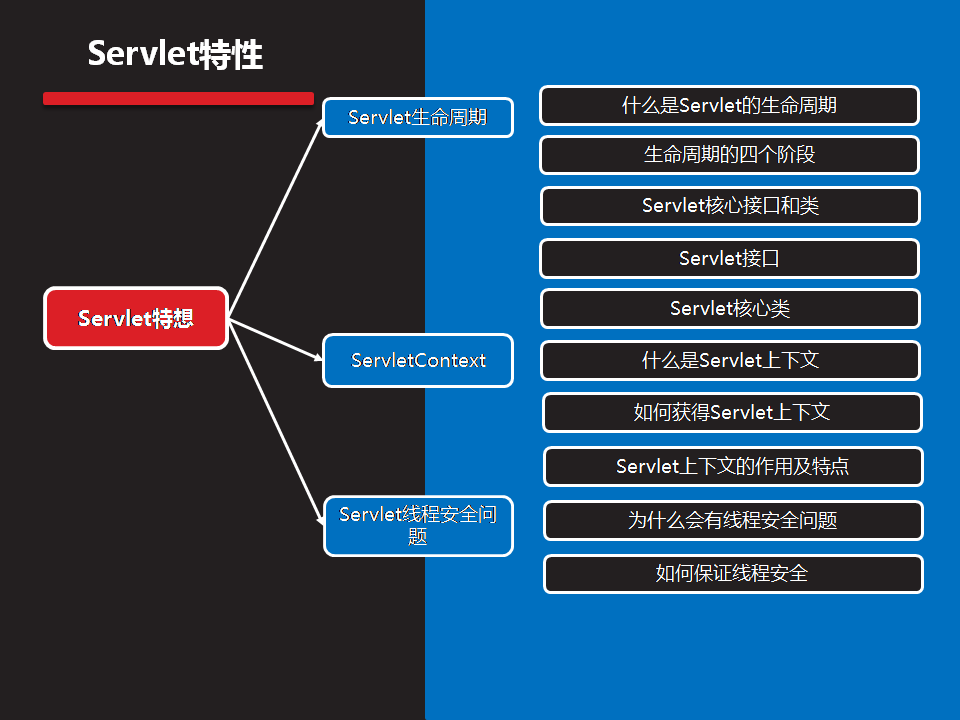 Servlet特性
Servlet生命周期
什么是Servlet的生命周期
生命周期的四个阶段
Servlet核心接口和类
Servlet接口
Servlet核心类
Servlet特想
ServletContext
什么是Servlet上下文
如何获得Servlet上下文
Servlet上下文的作用及特点
Servlet线程安全问
题
为什么会有线程安全问题
如何保证线程安全